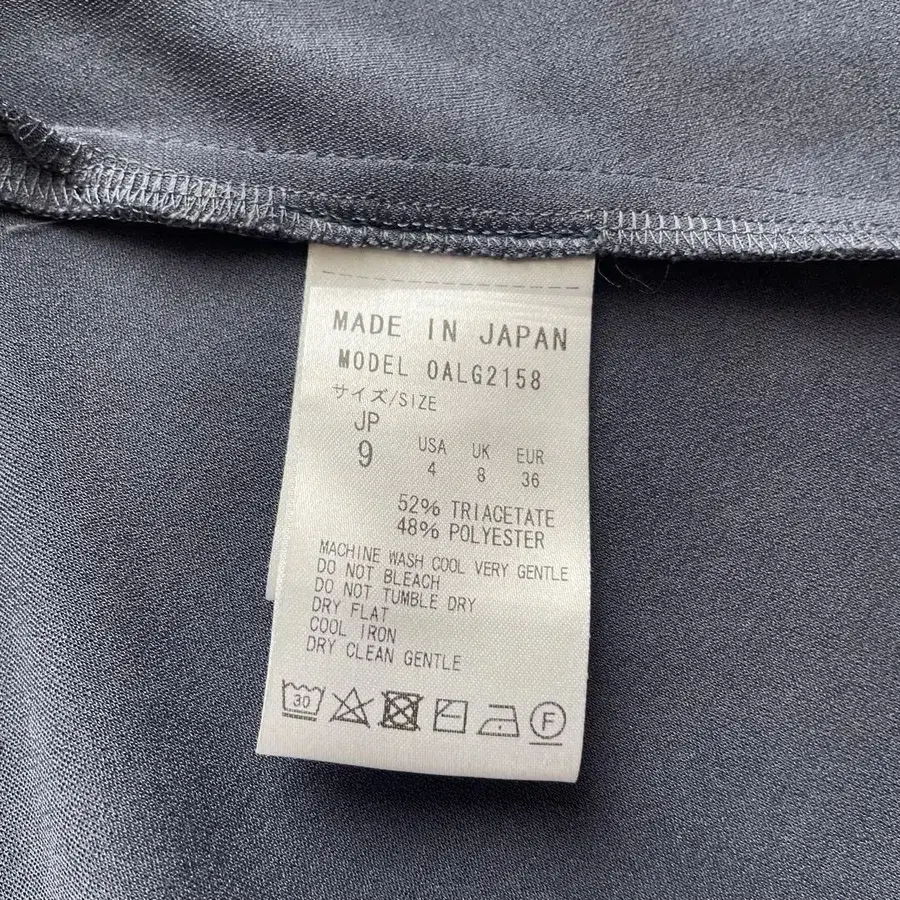 MADE IN JAPAN
MODEL 0ALG2158
サイズ/SIZE
JP USA UK EUR
9 4 8 36
52% TRIACETATE
48% POLYESTER
MACHINE WASH COOL VERY GENTLE
DO NOT BLEACH
DO NOT TUMBLE DRY
DRY FLAT
COOL IRON
DRY CLEAN GENTLE
30 F